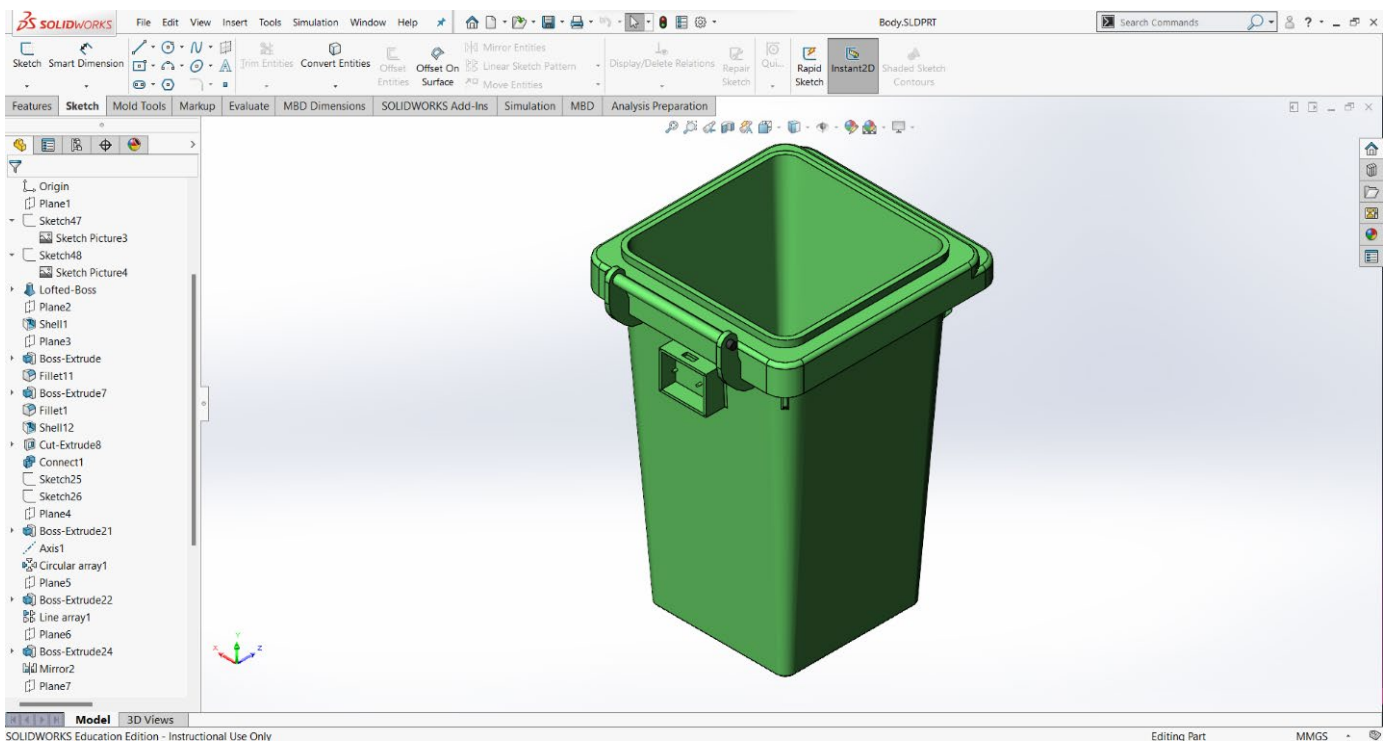 SOLIDWORKS File Edit View Insert Tools Simulation Window Help Body.SLDPRT Search Commands
Sketch Smart Dimension Trim Entities Convert Entities Offset Entities Offset On Surface Mirror Entities Linear Sketch Pattern Move Entities Display/Delete Relations Repair Sketch Qui... Rapid Sketch Instant2D Shaded Sketch Contours
Features Sketch Mold Tools Markup Evaluate MBD Dimensions SOLIDWORKS Add-Ins Simulation MBD Analysis Preparation
Origin
Plane1
Sketch47
Sketch Picture3
Sketch48
Sketch Picture4
Lofted-Boss
Plane2
Shell1
Plane3
Boss-Extrude
Fillet11
Boss-Extrude7
Fillet1
Shell12
Cut-Extrude8
Connect1
Sketch25
Sketch26
Plane4
Boss-Extrude21
Axis1
Circular array1
Plane5
Boss-Extrude22
Line array1
Plane6
Boss-Extrude24
Mirror2
Plane7
X Y Z
Model 3D Views
SOLIDWORKS Education Edition - Instructional Use Only Editing Part MMGS